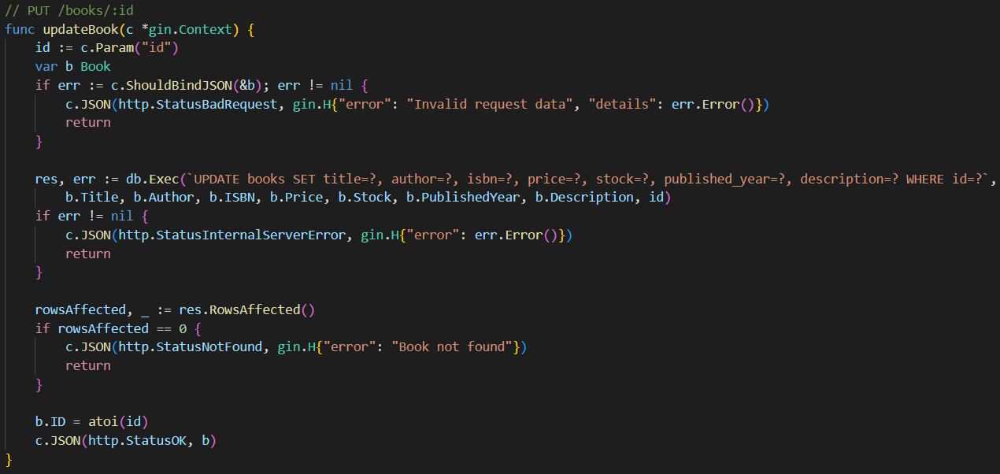 // PUT /books/:id
func updateBook(c *gin.Context) {
    id := c.Param("id")
    var b Book
    if err := c.ShouldBindJSON(&b); err != nil {
        c.JSON(http.StatusBadRequest, gin.H{"error": "Invalid request data", "details": err.Error()})
        return
    }

    res, err := db.Exec(`UPDATE books SET title=?, author=?, isbn=?, price=?, stock=?, published_year=?, description=? WHERE id=?`,
        b.Title, b.Author, b.ISBN, b.Price, b.Stock, b.PublishedYear, b.Description, id)
    if err != nil {
        c.JSON(http.StatusInternalServerError, gin.H{"error": err.Error()})
        return
    }

    rowsAffected, _ := res.RowsAffected()
    if rowsAffected == 0 {
        c.JSON(http.StatusNotFound, gin.H{"error": "Book not found"})
        return
    }

    b.ID = atoi(id)
    c.JSON(http.StatusOK, b)
}